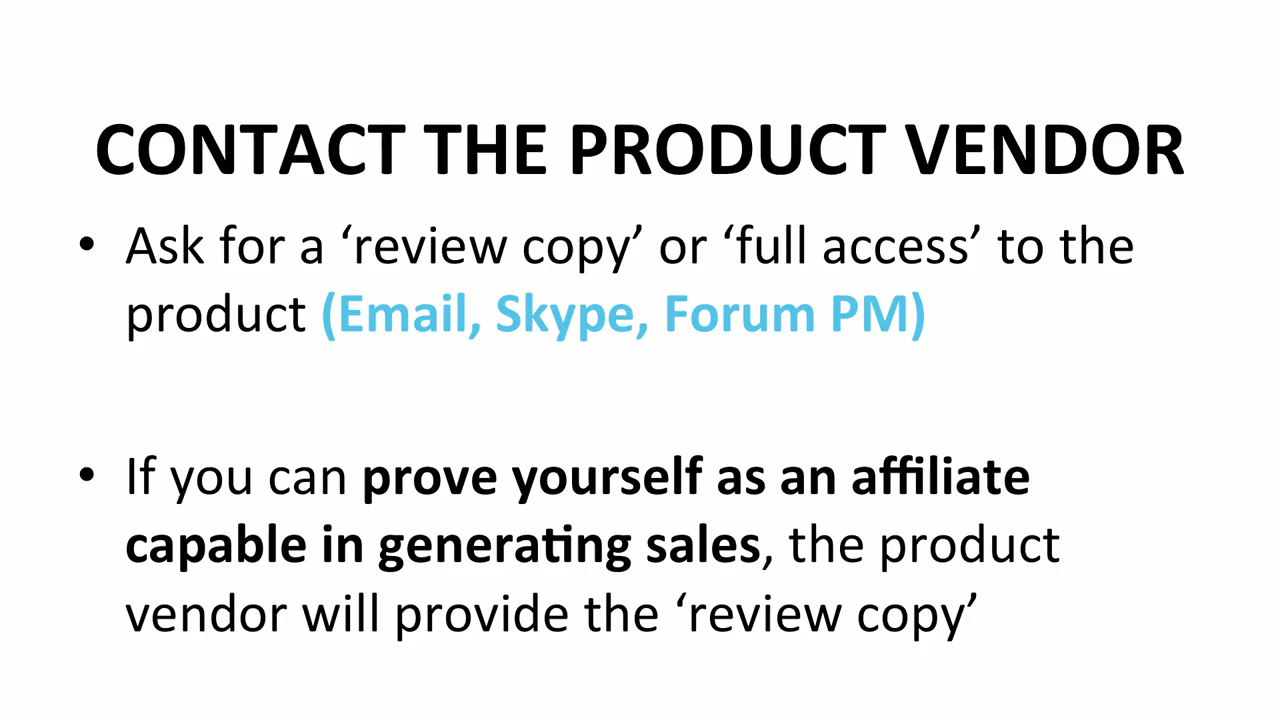 CONTACT THE PRODUCT VENDOR
• Ask for a ‘review copy’ or ‘full access’ to the
product (Email, Skype, Forum PM)
• If you can prove yourself as an affiliate
capable in generating sales, the product
vendor will provide the ‘review copy’